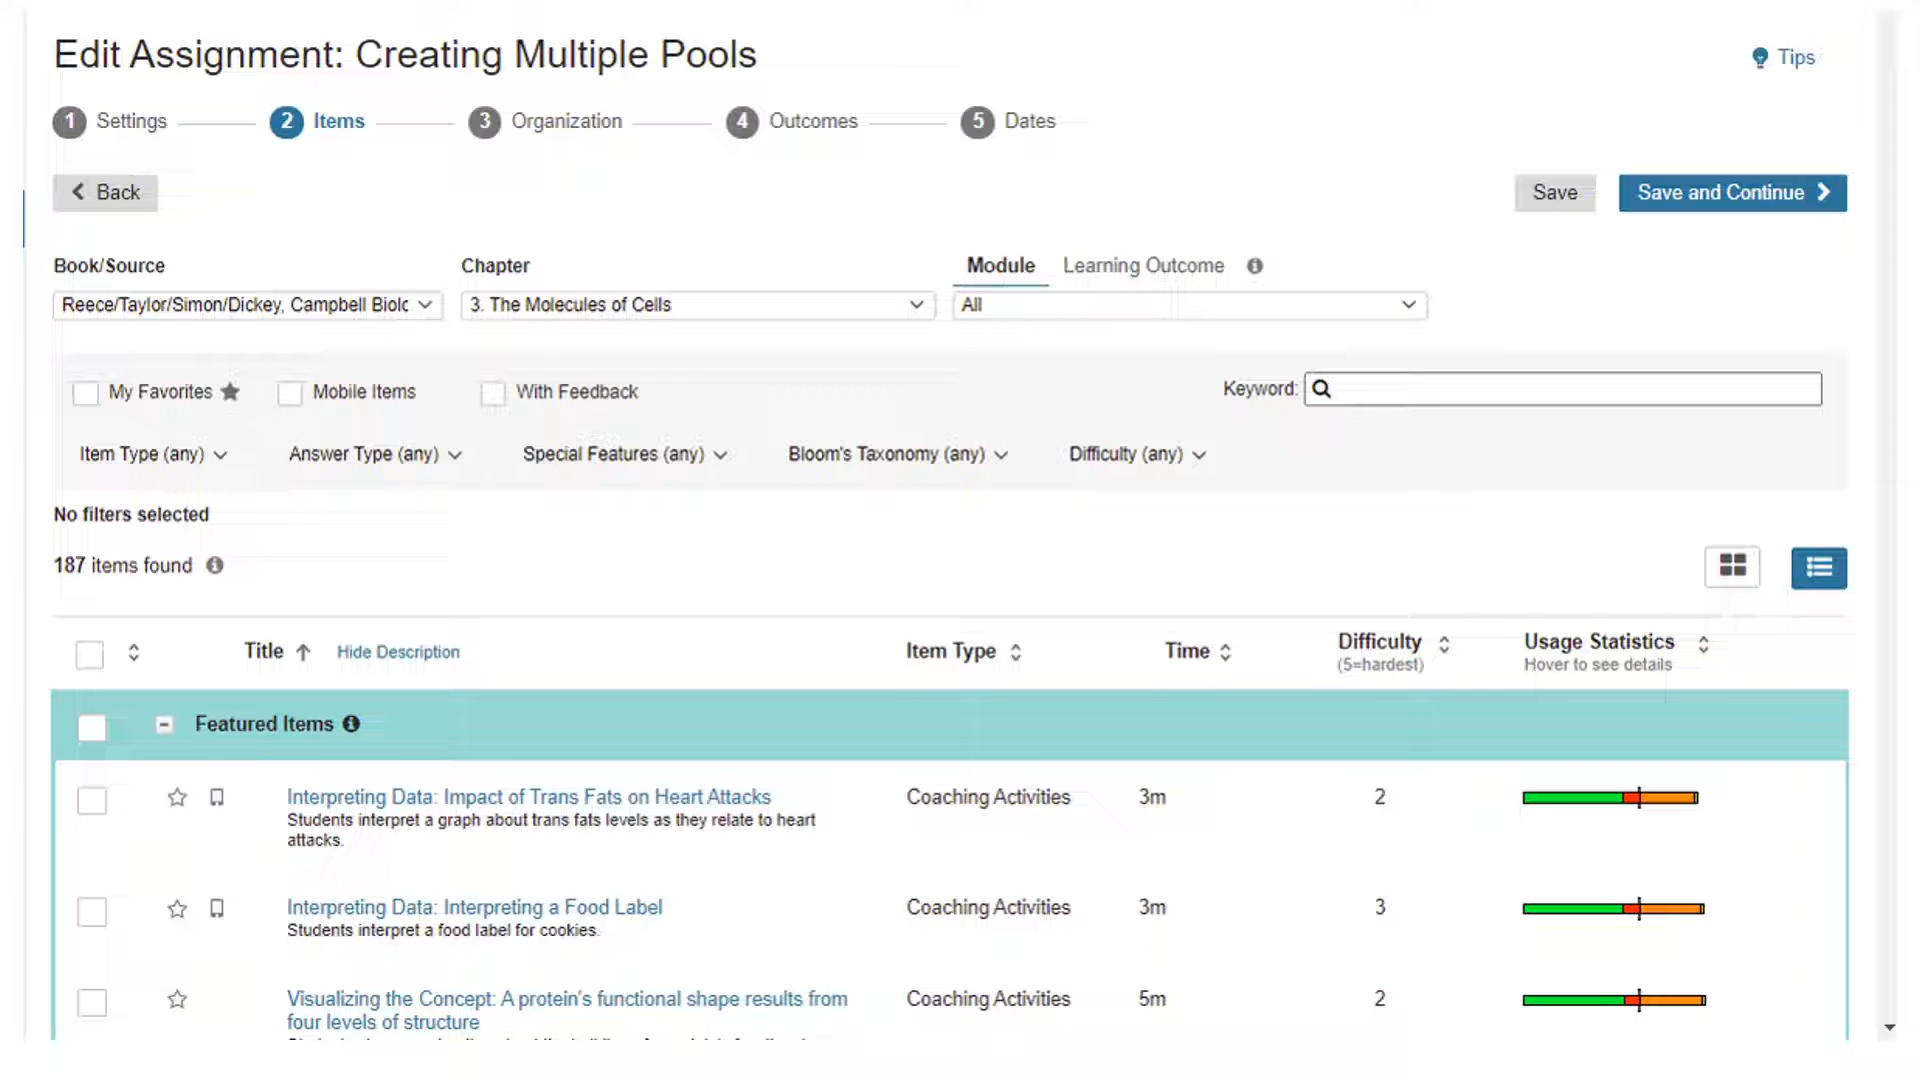 Edit Assignment: Creating Multiple Pools
Tips
1 Settings 2 Items 3 Organization 4 Outcomes 5 Dates
Back
Save
Save and Continue
Book/Source
Chapter
Module
Learning Outcome
Reece/Taylor/Simon/Dickey, Campbell Biolc
3. The Molecules of Cells
All
My Favorites
Mobile Items
With Feedback
Keyword:
Item Type (any)
Answer Type (any)
Special Features (any)
Bloom's Taxonomy (any)
Difficulty (any)
No filters selected
187 items found
Title
Hide Description
Item Type
Time
Difficulty
(5=hardest)
Usage Statistics
Hover to see details
Featured Items
Interpreting Data: Impact of Trans Fats on Heart Attacks
Students interpret a graph about trans fats levels as they relate to heart
attacks.
Coaching Activities
3m
2
Interpreting Data: Interpreting a Food Label
Students interpret a food label for cookies.
Coaching Activities
3m
3
Visualizing the Concept: A protein's functional shape results from
four levels of structure
Coaching Activities
5m
2